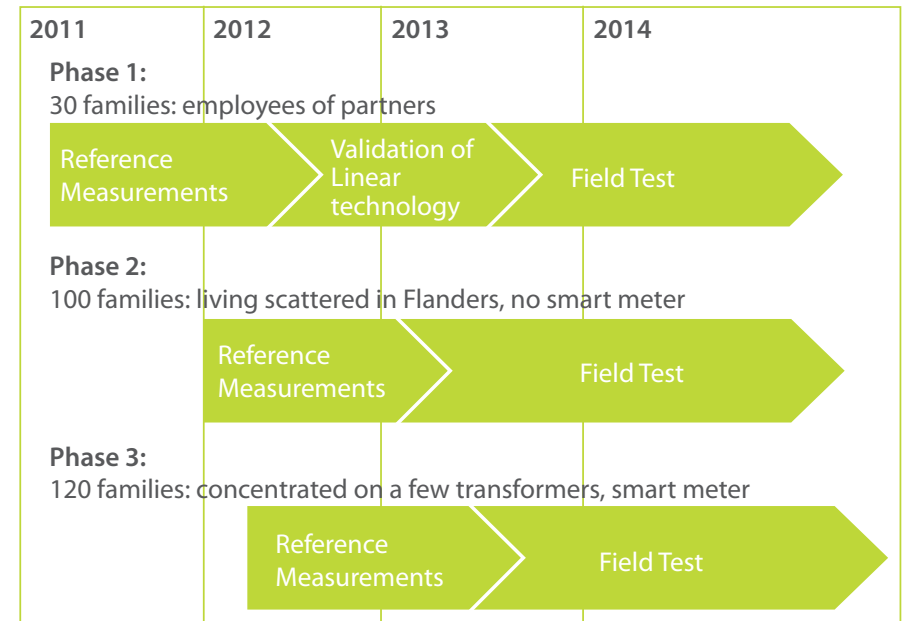 2011 2012 2013 2014
Phase 1:
30 families: employees of partners
Reference
Measurements
Validation of
Linear
technology
Field Test
Phase 2:
100 families: living scattered in Flanders, no smart meter
Reference
Measurements
Field Test
Phase 3:
120 families: concentrated on a few transformers, smart meter
Reference
Measurements
Field Test